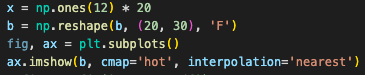 x = np.ones(12) * 20
b = np.reshape(b, (20, 30), 'F')
fig, ax = plt.subplots()
ax.imshow(b, cmap='hot', interpolation='nearest')